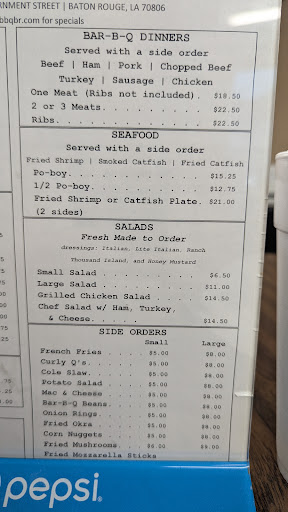 RNMENT STREET | BATON ROUGE, LA 70806
bbqbr.com for specials
BAR-B-Q DINNERS
Served with a side order
Beef | Ham | Pork | Chopped Beef
Turkey | Sausage | Chicken
One Meat (Ribs not included). $18.50
2 or 3 Meats. . . . . . . . . $22.50
Ribs. . . . . . . . . . . . . $22.50
SEAFOOD
Served with a side order
Fried Shrimp | Smoked Catfish | Fried Catfish
Po-boy. . . . . . . . . . . . $15.25
1/2 Po-boy. . . . . . . . . . $12.75
Fried Shrimp or Catfish Plate. $21.00
(2 sides)
SALADS
Fresh Made to Order
dressings: Italian, Lite Italian, Ranch
Thousand Island, and Honey Mustard
Small Salad . . . . . . . . . $6.50
Large Salad . . . . . . . . . $11.00
Grilled Chicken Salad . . . . $14.50
Chef Salad w/ Ham, Turkey,
& Cheese. . . . . . . . . . . $14.50
SIDE ORDERS
Small Large
French Fries . . . . $5.00 $8.00
Curly Q's. . . . . . $5.00 $8.00
Cole Slaw. . . . . . $5.00 $8.00
Potato Salad . . . . $5.00 $8.00
Mac & Cheese . . . . $5.00 $8.00
Bar-B-Q Beans. . . . $5.00 $8.00
Onion Rings. . . . . $5.00 $8.00
Fried Okra . . . . . $5.00 $8.00
Corn Nuggets . . . . $5.00 $8.00
Fried Mushrooms. . . $6.00 $9.00
Fried Mozzarella Sticks
pepsi